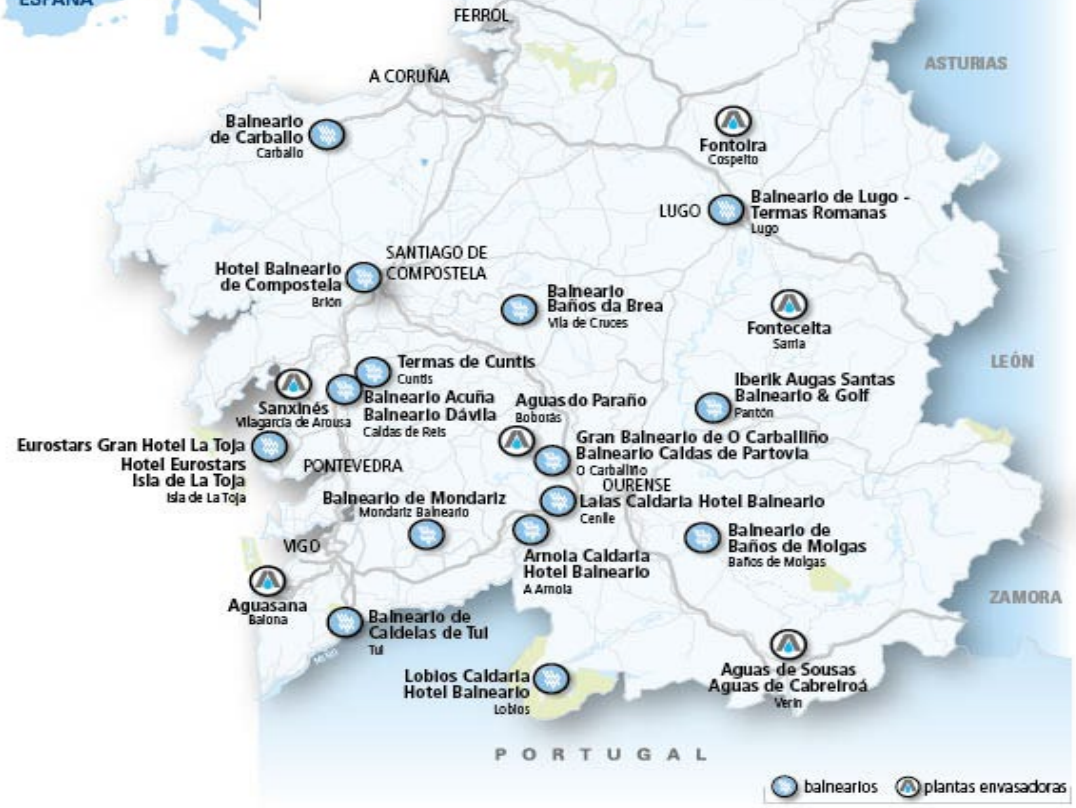 ESPAÑA
FERROL
ASTURIAS
A CORUÑA
Balneario
de Carballo
Carballo
Fontoira
Cospeito
LUGO
Balneario de Lugo -
Termas Romanas
Lugo
SANTIAGO DE
COMPOSTELA
Hotel Balneario
de Compostela
Brión
Balneario
Baños da Brea
Vila de Cruces
Fontecelta
Sarria
LEÓN
Termas de Cuntis
Cuntis
Iberik Augas Santas
Balneario & Golf
Pantón
Sanxinés
Vilagarcía de Arousa
Balneario Acuña
Balneario Dávila
Caldas de Reis
Aguas do Paraño
Boborás
Eurostars Gran Hotel La Toja
Hotel Eurostars
Isla de La Toja
Isla de La Toja
Gran Balneario de O Carballiño
Balneario Caldas de Partovia
O Carballiño
PONTEVEDRA
OURENSE
Laias Caldaria Hotel Balneario
Cenlle
Balneario de Mondariz
Mondariz Balneario
VIGO
Arnoia Caldaria
Hotel Balneario
A Arnoia
Balneario de
Baños de Molgas
Baños de Molgas
ZAMORA
Aguasana
Baiona
Balneario de
Caldelas de Tui
Tui
MIÑO
Lobios Caldaria
Hotel Balneario
Lobios
Aguas de Sousas
Aguas de Cabreiroá
Verín
PORTUGAL
balnearios
plantas envasadoras